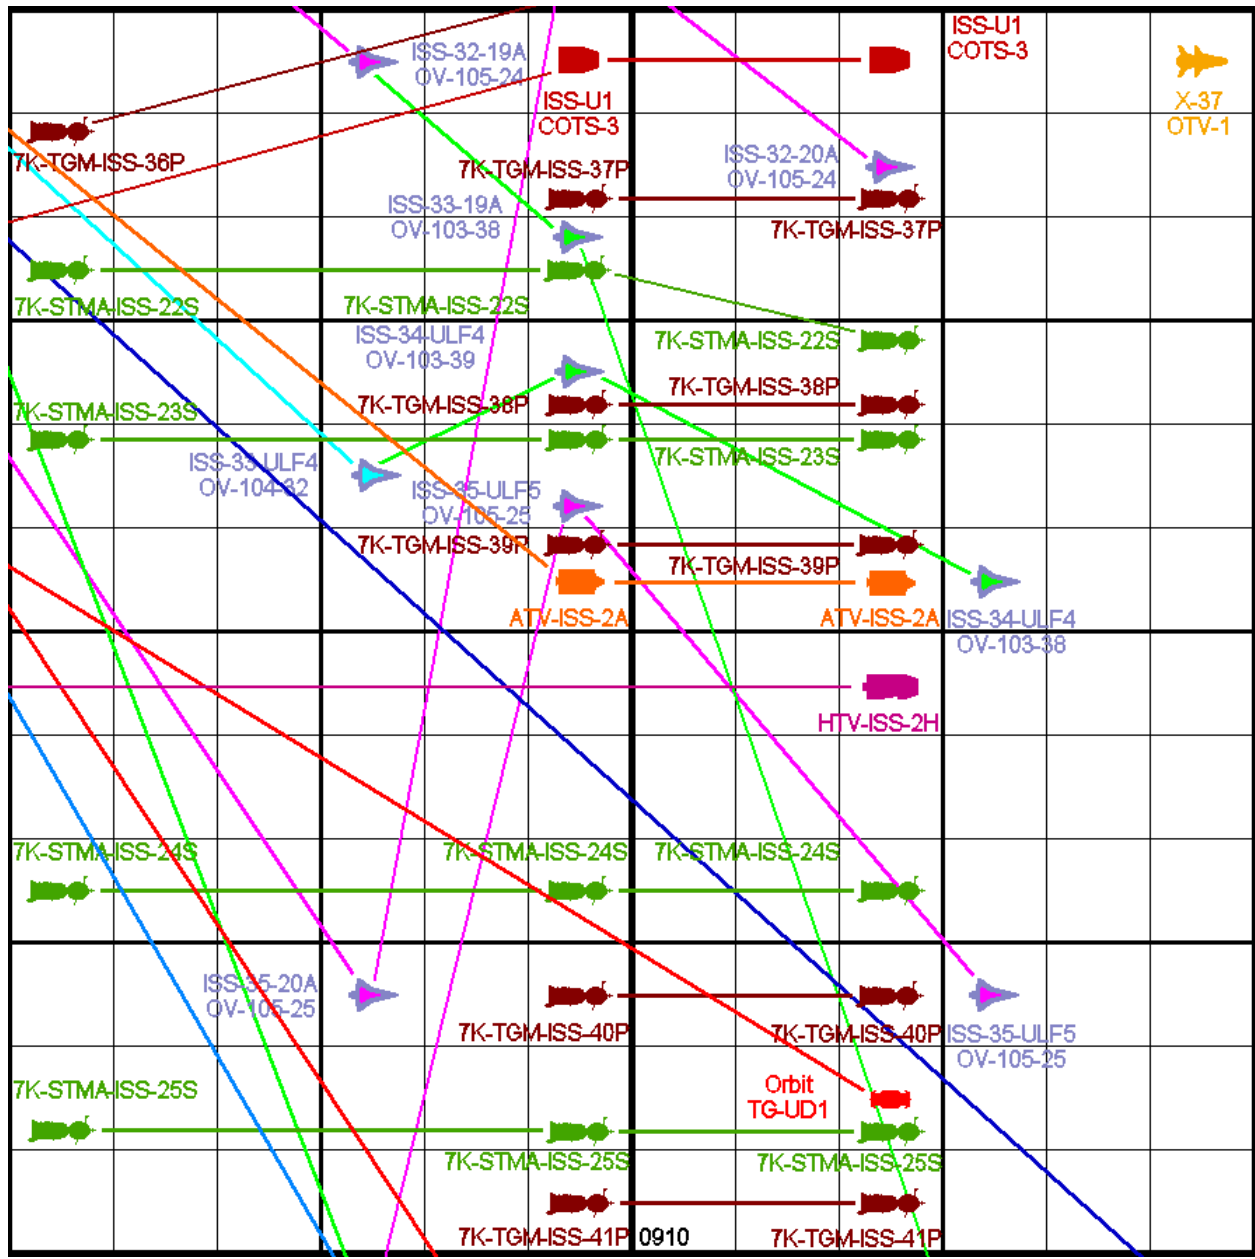 ISS-U1
COTS-3
ISS-32-19A
OV-105-24
ISS-U1
COTS-3
X-37
OTV-1
7K-TGM-ISS-36P
7K-TGM-ISS-37P
ISS-32-20A
OV-105-24
ISS-33-19A
OV-103-38
7K-TGM-ISS-37P
7K-STMA-ISS-22S
7K-STMA-ISS-22S
ISS-34-ULF4
OV-103-39
7K-STMA-ISS-22S
7K-TGM-ISS-38P
7K-STMA-ISS-23S
7K-TGM-ISS-38P
7K-STMA-ISS-23S
ISS-33-ULF4
OV-104-32
ISS-35-ULF5
OV-105-25
7K-TGM-ISS-39P
7K-TGM-ISS-39P
ATV-ISS-2A
ATV-ISS-2A
ISS-34-ULF4
OV-103-38
HTV-ISS-2H
7K-STMA-ISS-24S
7K-STMA-ISS-24S
7K-STMA-ISS-24S
ISS-35-20A
OV-105-25
7K-TGM-ISS-40P
7K-TGM-ISS-40P
ISS-35-ULF5
OV-105-25
7K-STMA-ISS-25S
Orbit
TG-UD1
7K-STMA-ISS-25S
7K-STMA-ISS-25S
7K-TGM-ISS-41P
0910
7K-TGM-ISS-41P